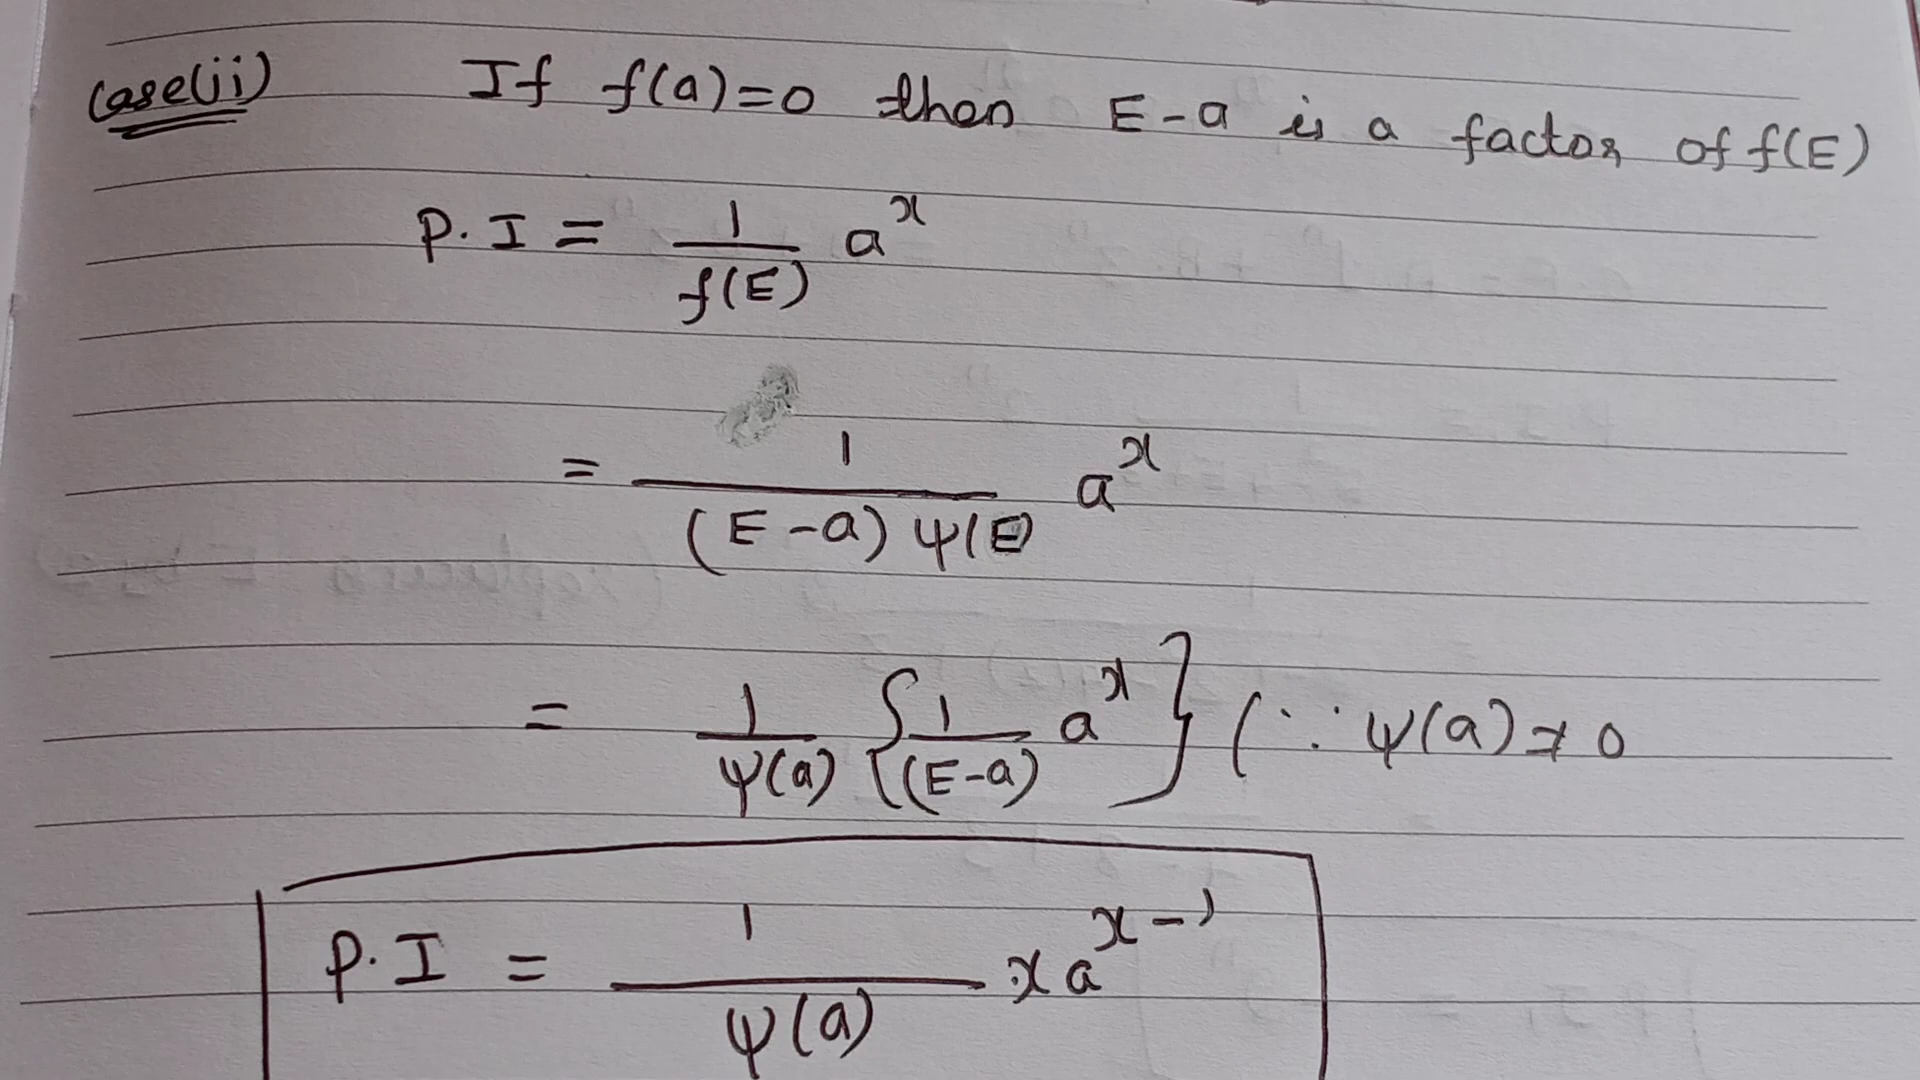 case(ii) If f(a)=0 then E-a is a factor of f(E)
P.I = 1/f(E) a^x
= 1/((E-a) ψ(E)) a^x
= 1/ψ(a) {1/(E-a) a^x} (∵ ψ(a)≠0
P.I = 1/ψ(a) x a^(x-1)